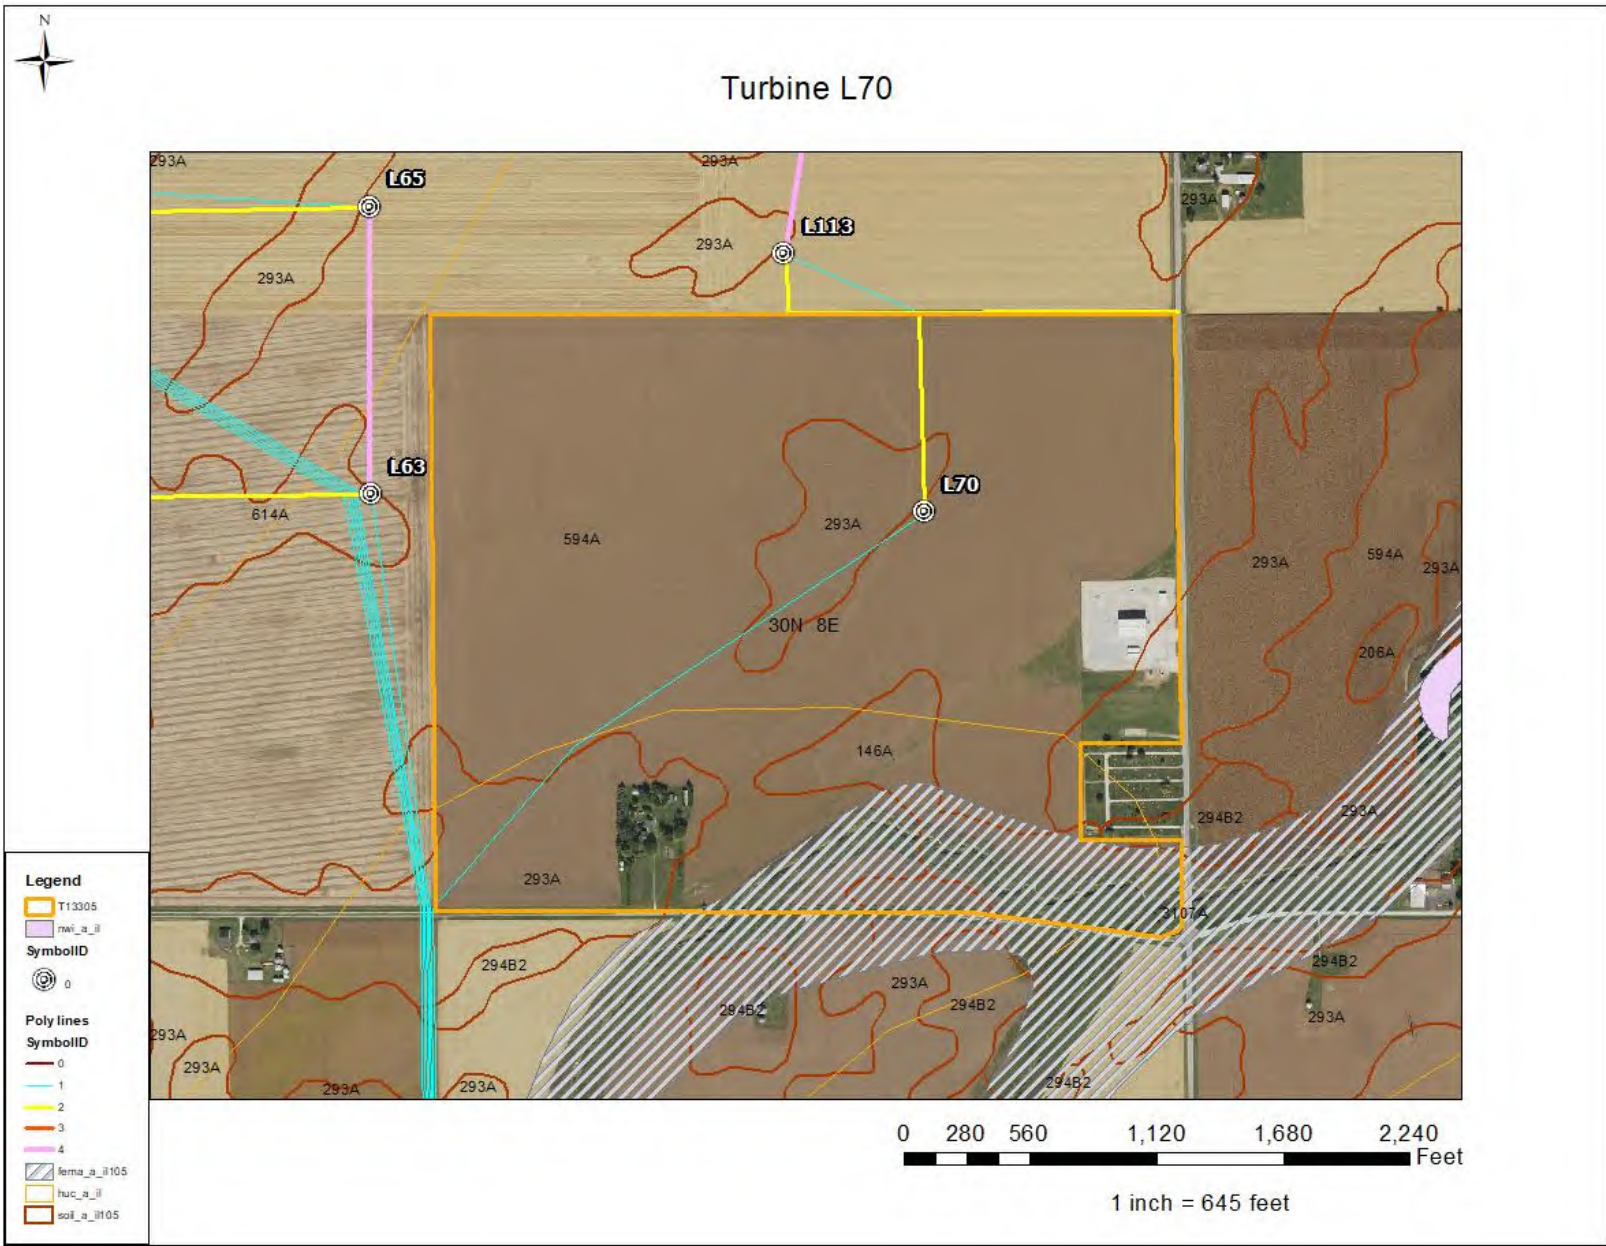 N
Turbine L70
293A
293A
L65
293A
L113
293A
293A
L63
L70
614A
293A
594A
594A
293A
293A
30N 8E
206A
146A
293A
294B2
293A
3107A
294B2
294B2
293A
294B2
294B2
293A
293A
293A
293A
293A
294B2
Legend
T13305
nwi_a_il
SymbolID
0
Poly lines
SymbolID
0
1
2
3
4
fema_a_il105
huc_a_il
soil_a_il105
0 280 560 1,120 1,680 2,240
Feet
1 inch = 645 feet